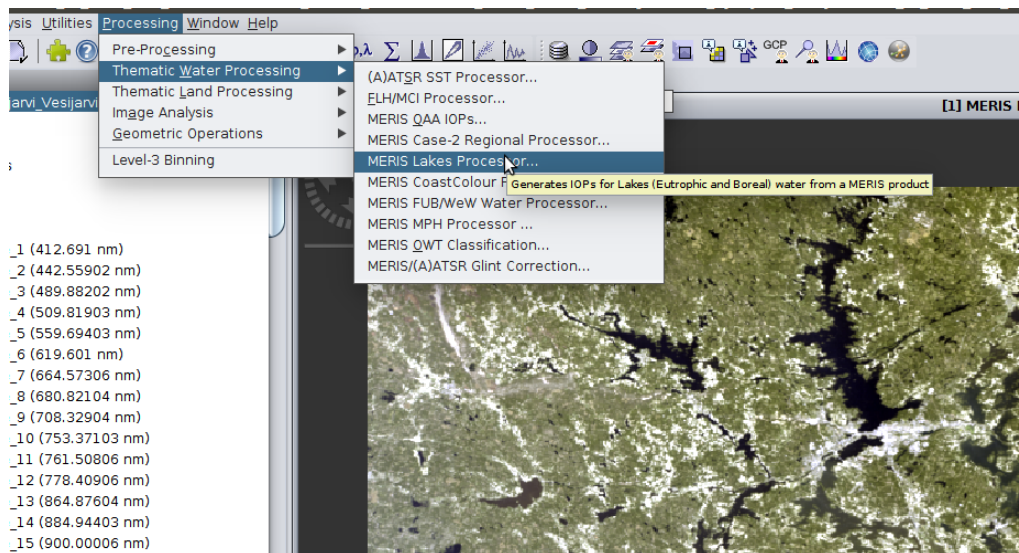 ysis Utilities Processing Window Help
Pre-Processing
Thematic Water Processing
Thematic Land Processing
Image Analysis
Geometric Operations
Level-3 Binning
(A)ATSR SST Processor...
FLH/MCI Processor...
MERIS QAA IOPs...
MERIS Case-2 Regional Processor...
MERIS Lakes Processor...
MERIS CoastColour
Generates IOPs for Lakes (Eutrophic and Boreal) water from a MERIS product
MERIS FUB/WeW Water Processor...
MERIS MPH Processor ...
MERIS OWT Classification...
MERIS/(A)ATSR Glint Correction...
GCP
jarvi_Vesijarvi
[1] MERIS
_1 (412.691 nm)
_2 (442.55902 nm)
_3 (489.88202 nm)
_4 (509.81903 nm)
_5 (559.69403 nm)
_6 (619.601 nm)
_7 (664.57306 nm)
_8 (680.82104 nm)
_9 (708.32904 nm)
_10 (753.37103 nm)
_11 (761.50806 nm)
_12 (778.40906 nm)
_13 (864.87604 nm)
_14 (884.94403 nm)
_15 (900.00006 nm)